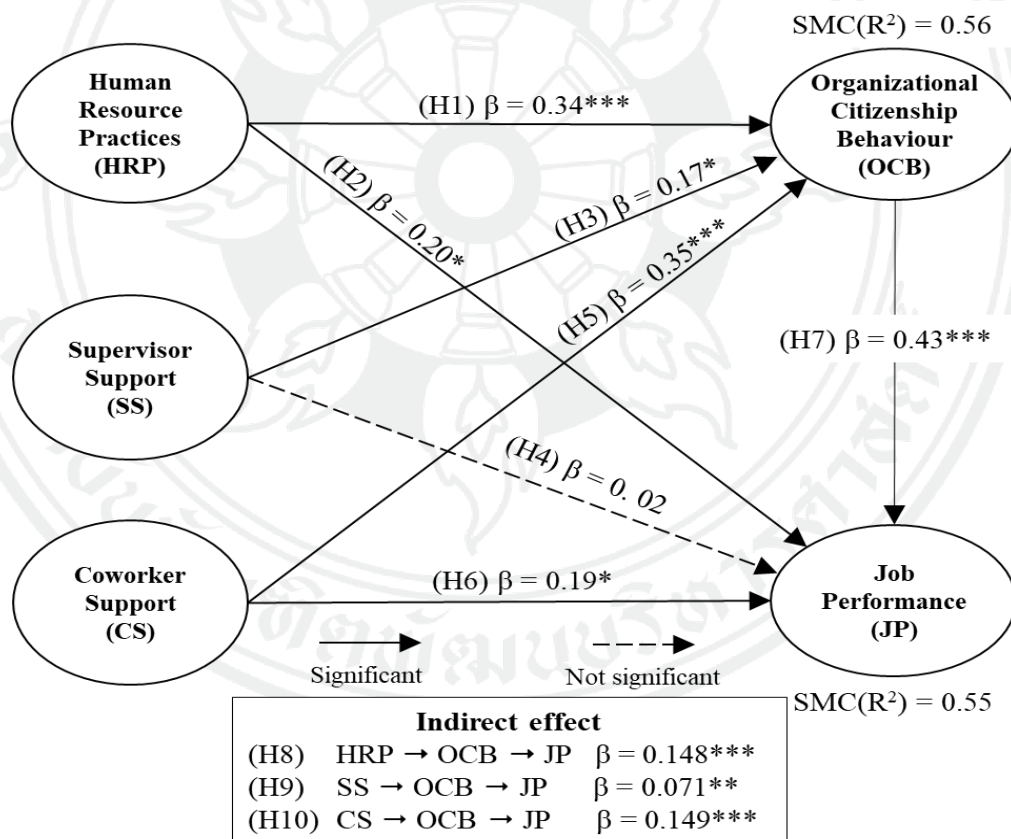 SMC(R²) = 0.56
Human
Resource
Practices
(HRP)
(H1) β = 0.34***
Organizational
Citizenship
Behaviour
(OCB)
(H2) β = 0.20*
(H3) β = 0.17*
(H5) β = 0.35***
Supervisor
Support
(SS)
(H7) β = 0.43***
(H4) β = 0. 02
Coworker
Support
(CS)
(H6) β = 0.19*
Job
Performance
(JP)
Significant
Not significant
SMC(R²) = 0.55
Indirect effect
(H8) HRP → OCB → JP β = 0.148***
(H9) SS → OCB → JP β = 0.071**
(H10) CS → OCB → JP β = 0.149***